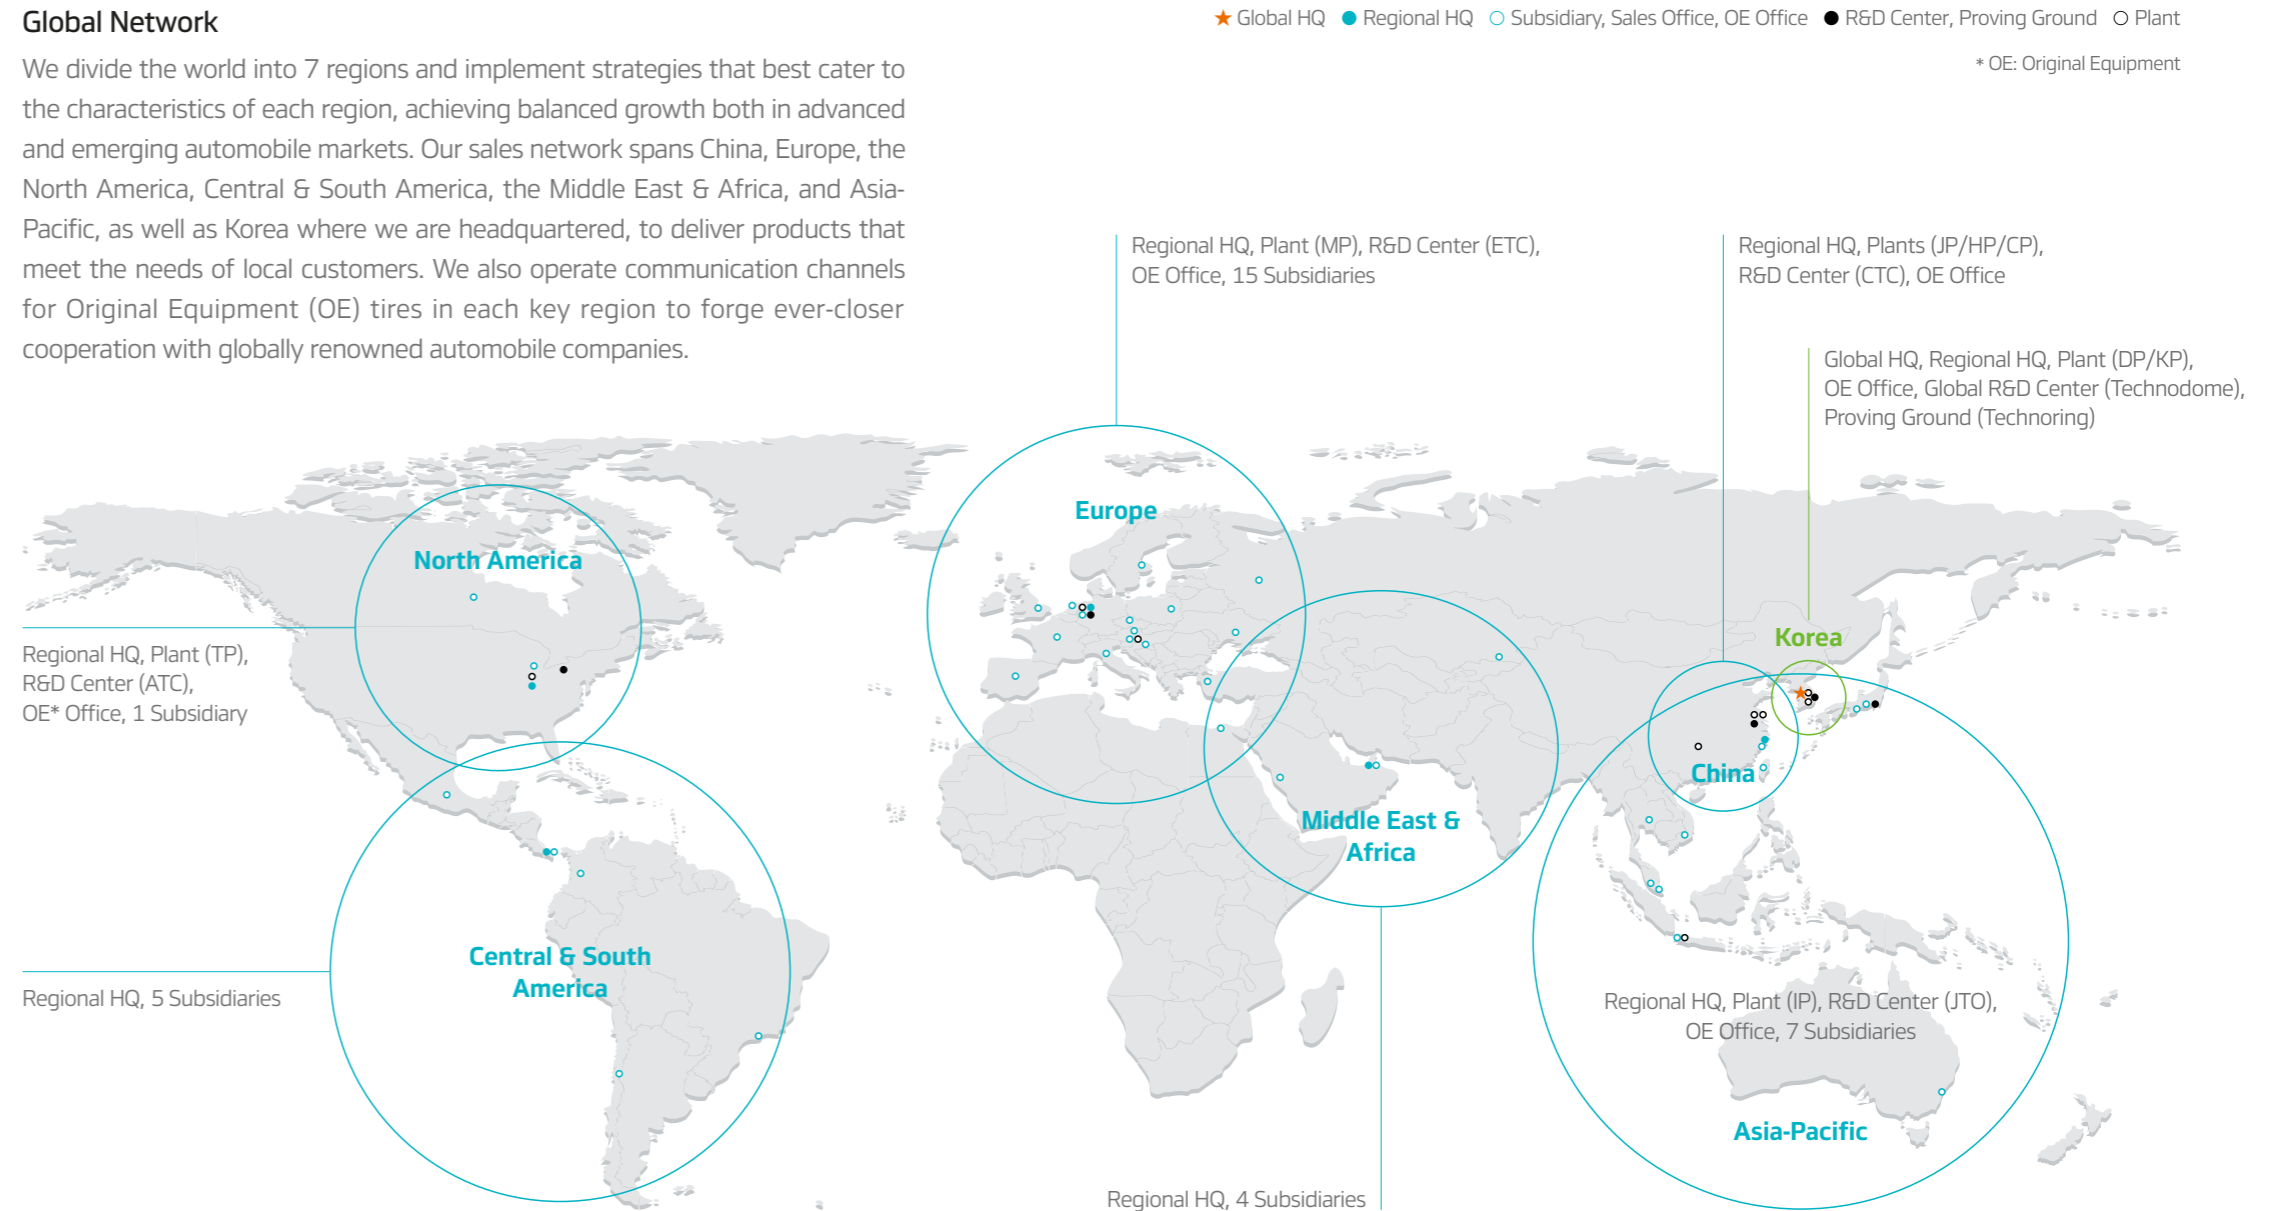 Global Network
★ Global HQ ● Regional HQ ○ Subsidiary, Sales Office, OE Office ● R&D Center, Proving Ground ○ Plant
* OE: Original Equipment
We divide the world into 7 regions and implement strategies that best cater to
the characteristics of each region, achieving balanced growth both in advanced
and emerging automobile markets. Our sales network spans China, Europe, the
North America, Central & South America, the Middle East & Africa, and Asia-
Pacific, as well as Korea where we are headquartered, to deliver products that
meet the needs of local customers. We also operate communication channels
for Original Equipment (OE) tires in each key region to forge ever-closer
cooperation with globally renowned automobile companies.
Regional HQ, Plant (MP), R&D Center (ETC),
OE Office, 15 Subsidiaries
Regional HQ, Plants (JP/HP/CP),
R&D Center (CTC), OE Office
Global HQ, Regional HQ, Plant (DP/KP),
OE Office, Global R&D Center (Technodome),
Proving Ground (Technoring)
Europe
North America
Korea
Regional HQ, Plant (TP),
R&D Center (ATC),
OE* Office, 1 Subsidiary
China
Middle East &
Africa
Central & South
America
Regional HQ, 5 Subsidiaries
Regional HQ, Plant (IP), R&D Center (JTO),
OE Office, 7 Subsidiaries
Asia-Pacific
Regional HQ, 4 Subsidiaries